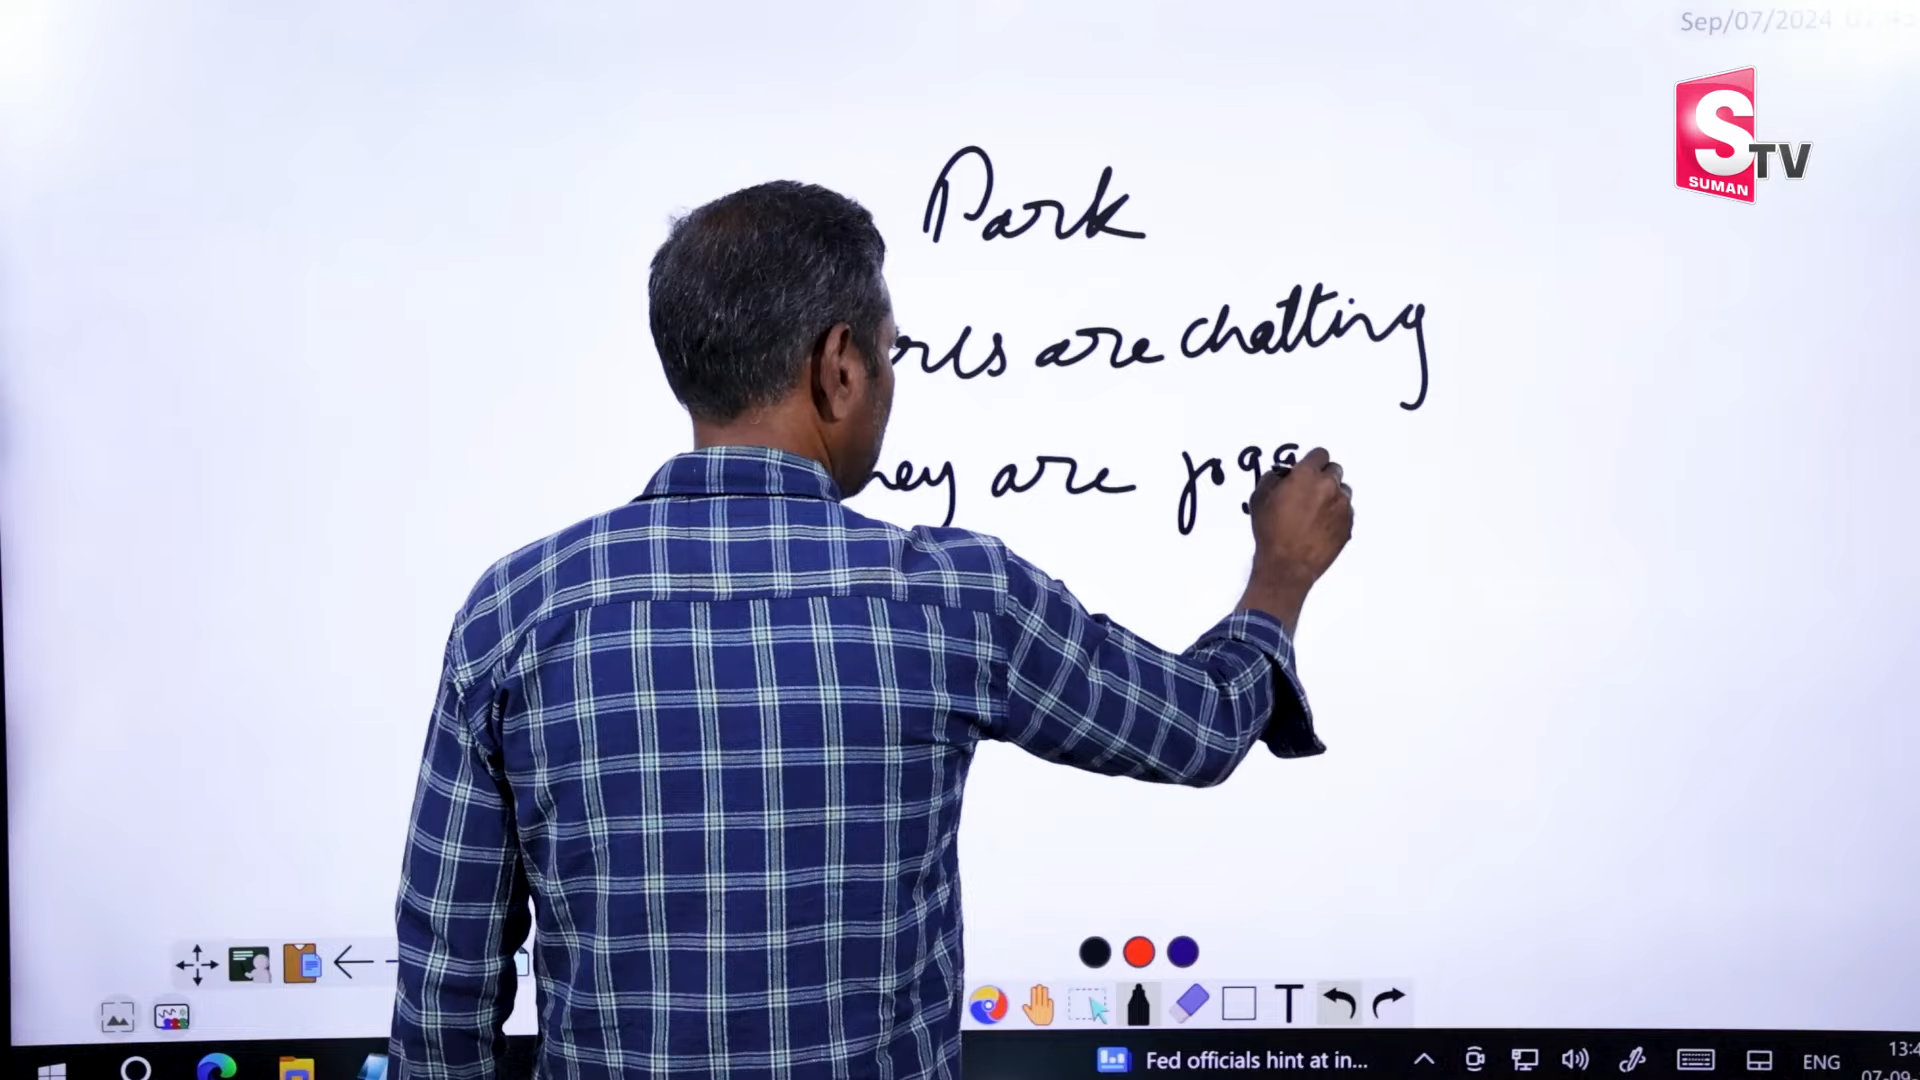 Sep/07/2024
S TV
SUMAN
Park
are chatting
are
T
Fed officials hint at in...
ENG